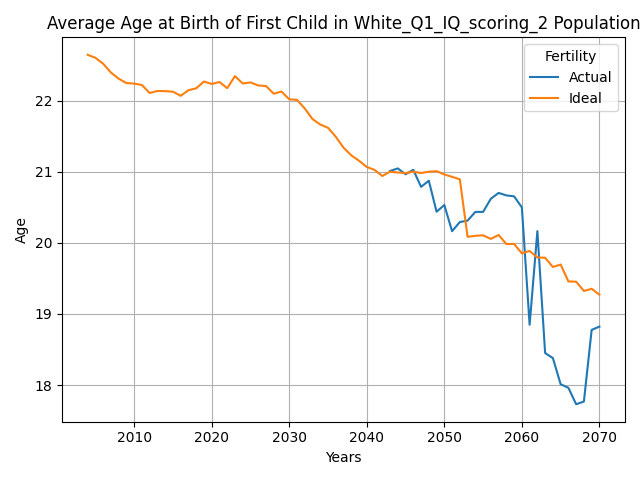 Average Age at Birth of First Child in White_Q1_IQ_scoring_2 Population
Fertility
Actual
Ideal
Age
22
21
20
19
18
2010 2020 2030 2040 2050 2060 2070
Years